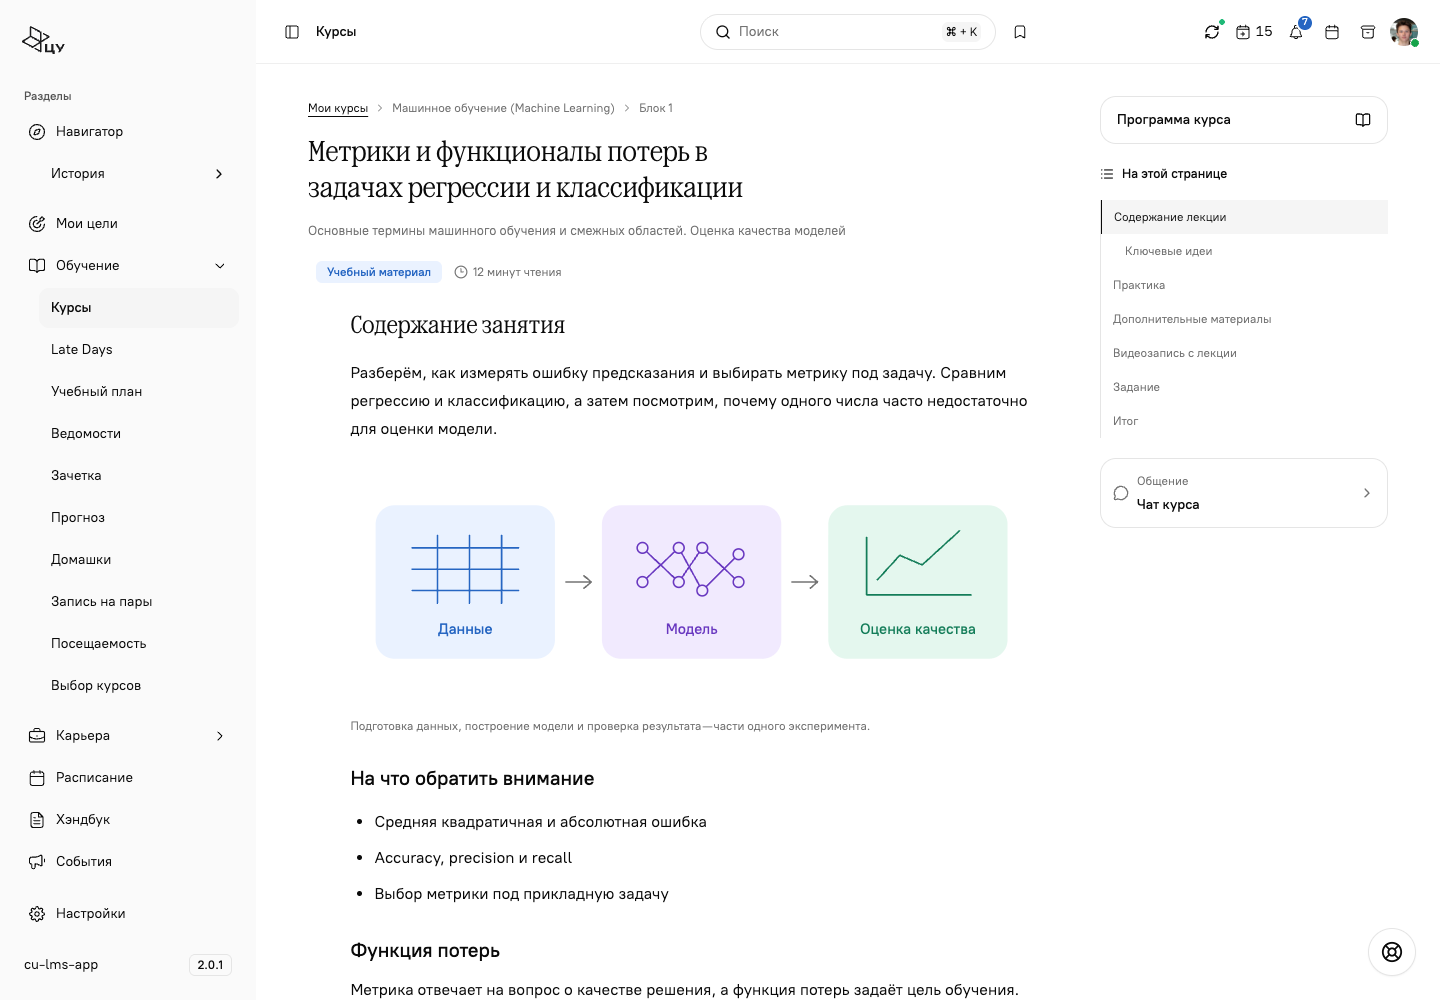 ЦУ
Разделы
Навигатор
История
Мои цели
Обучение
Курсы
Late Days
Учебный план
Ведомости
Зачетка
Прогноз
Домашки
Запись на пары
Посещаемость
Выбор курсов
Карьера
Расписание
Хэндбук
События
Настройки
cu-lms-app 2.0.1
Курсы
Поиск ⌘ + K
15
7
Мои курсы > Машинное обучение (Machine Learning) > Блок 1
Метрики и функционалы потерь в
задачах регрессии и классификации
Основные термины машинного обучения и смежных областей. Оценка качества моделей
Учебный материал 12 минут чтения
Содержание занятия
Разберём, как измерять ошибку предсказания и выбирать метрику под задачу. Сравним
регрессию и классификацию, а затем посмотрим, почему одного числа часто недостаточно
для оценки модели.
Данные
Модель
Оценка качества
Подготовка данных, построение модели и проверка результата—части одного эксперимента.
На что обратить внимание
• Средняя квадратичная и абсолютная ошибка
• Accuracy, precision и recall
• Выбор метрики под прикладную задачу
Функция потерь
Метрика отвечает на вопрос о качестве решения, а функция потерь задаёт цель обучения.
Программа курса
На этой странице
Содержание лекции
Ключевые идеи
Практика
Дополнительные материалы
Видеозапись с лекции
Задание
Итог
Общение
Чат курса